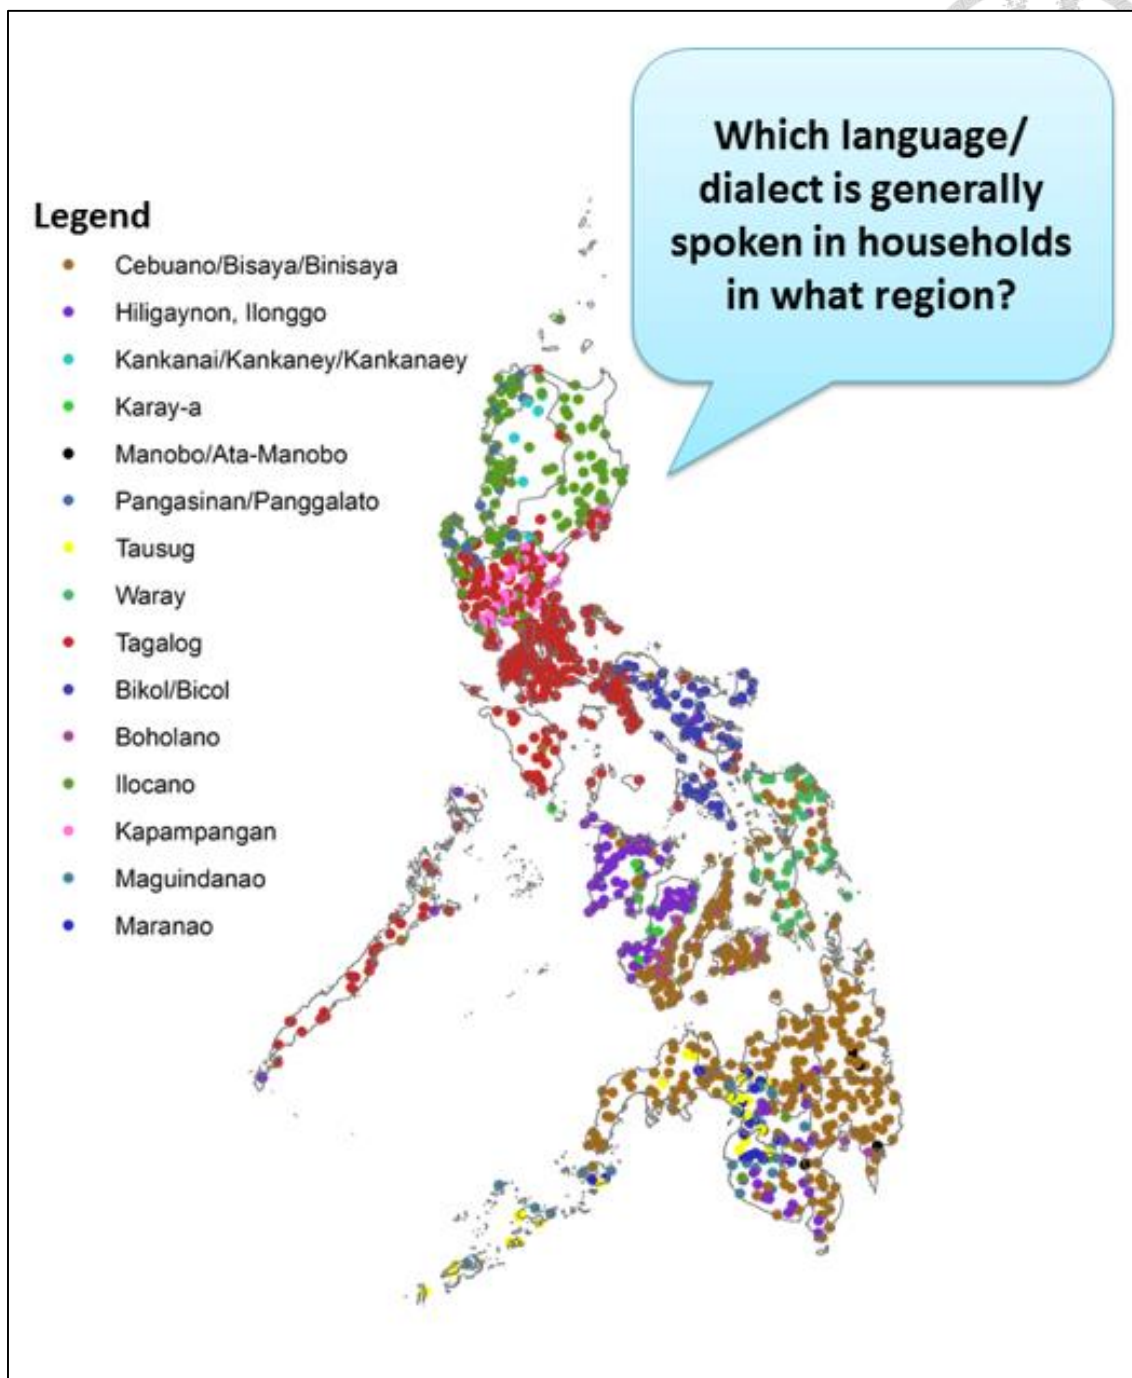 Which language/
dialect is generally
spoken in households
in what region?
Legend
Cebuano/Bisaya/Binisaya
Hiligaynon, Ilonggo
Kankanai/Kankaney/Kankanaey
Karay-a
Manobo/Ata-Manobo
Pangasinan/Panggalato
Tausug
Waray
Tagalog
Bikol/Bicol
Boholano
Ilocano
Kapampangan
Maguindanao
Maranao